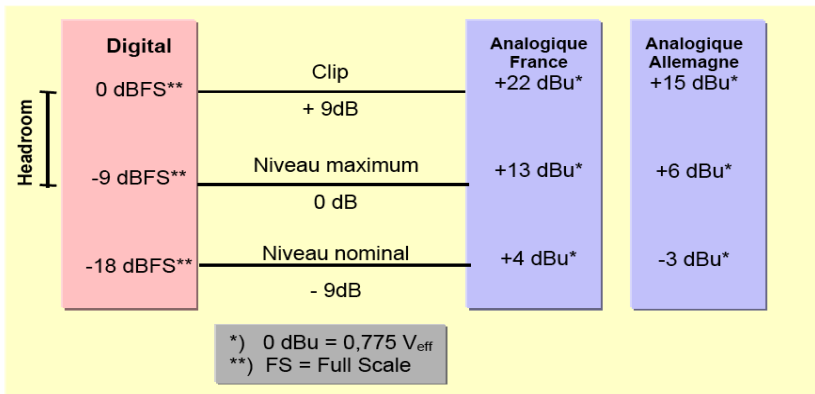 Digital
Analogique
France
Analogique
Allemagne
0 dBFS**
Clip
+22 dBu*
+15 dBu*
+ 9dB
Headroom
-9 dBFS**
Niveau maximum
+13 dBu*
+6 dBu*
0 dB
-18 dBFS**
Niveau nominal
+4 dBu*
-3 dBu*
- 9dB
*) 0 dBu = 0,775 Veff
**) FS = Full Scale